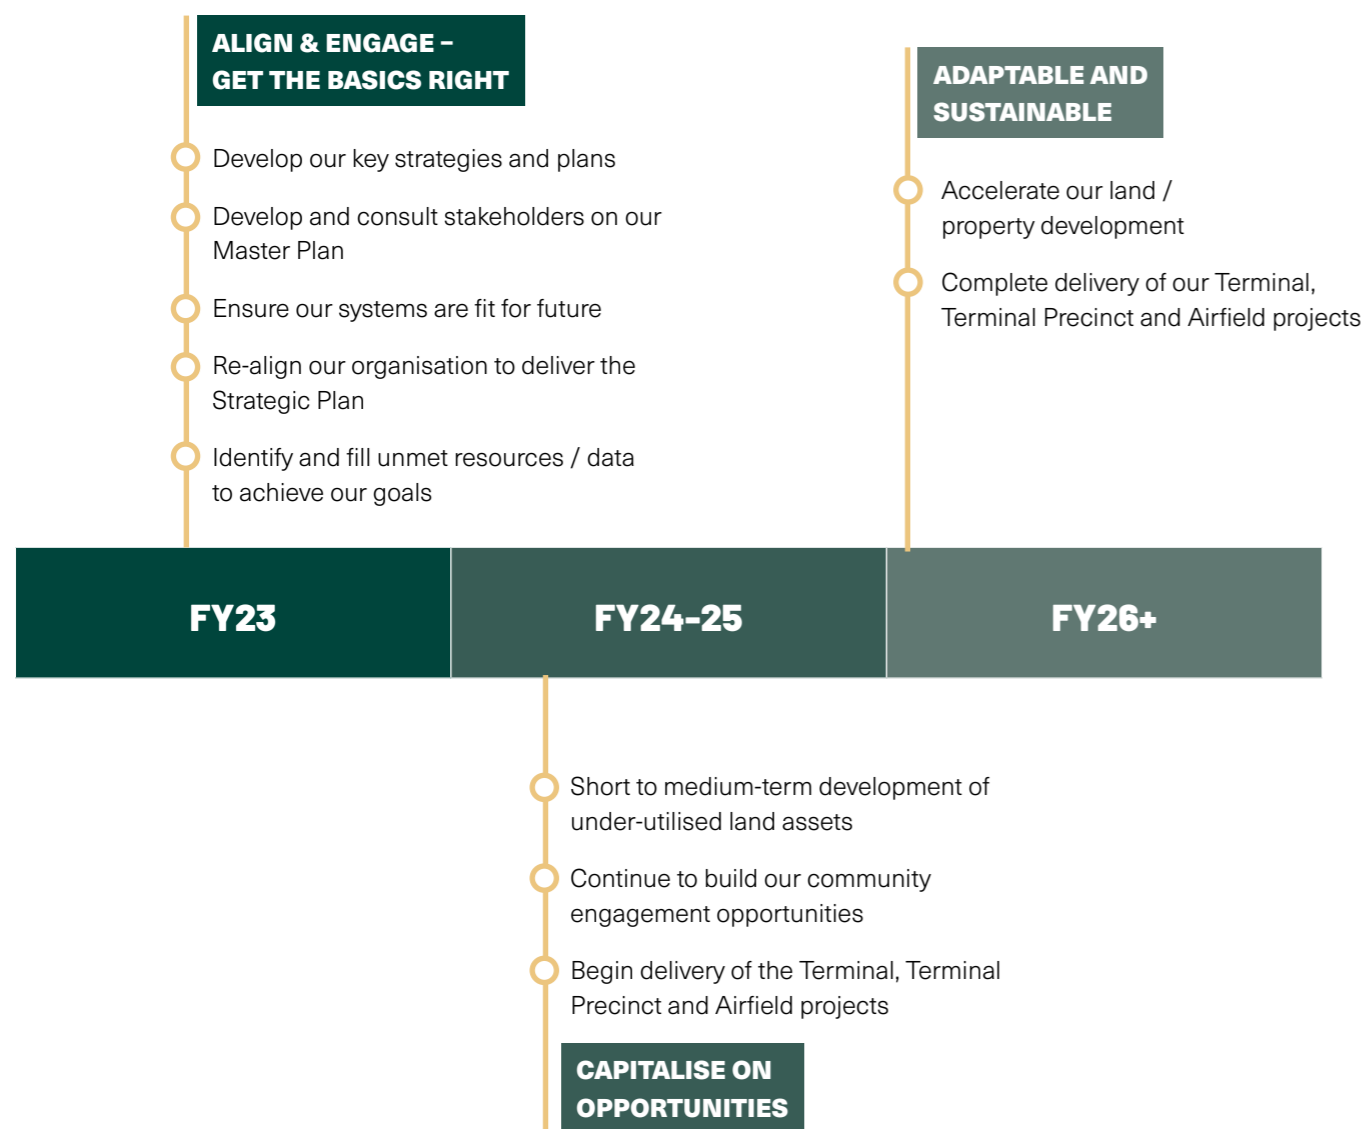 ALIGN & ENGAGE –
GET THE BASICS RIGHT
Develop our key strategies and plans
Develop and consult stakeholders on our
Master Plan
Ensure our systems are fit for future
Re-align our organisation to deliver the
Strategic Plan
Identify and fill unmet resources / data
to achieve our goals
ADAPTABLE AND
SUSTAINABLE
Accelerate our land /
property development
Complete delivery of our Terminal,
Terminal Precinct and Airfield projects
FY23
FY24-25
FY26+
Short to medium-term development of
under-utilised land assets
Continue to build our community
engagement opportunities
Begin delivery of the Terminal, Terminal
Precinct and Airfield projects
CAPITALISE ON
OPPORTUNITIES